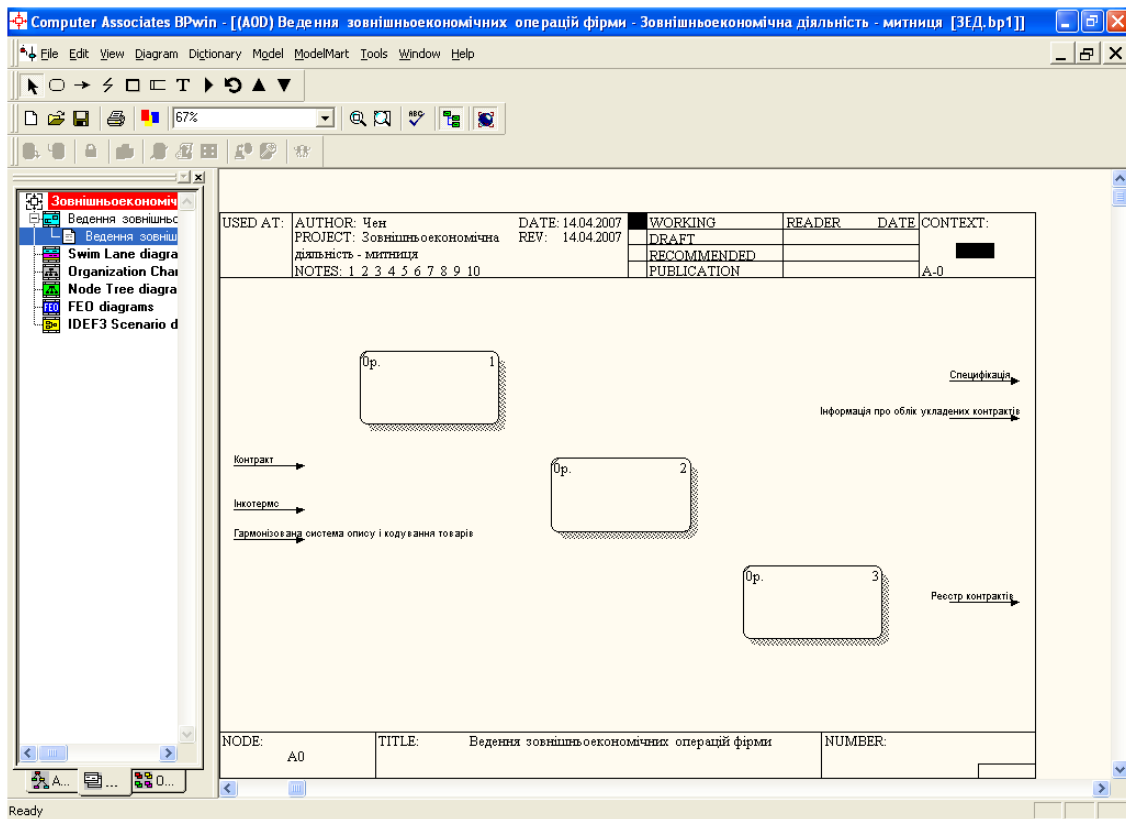 Computer Associates BPwin - [(AOD) Ведення зовнішньоекономічних операцій фірми - Зовнішньоекономічна діяльність - митниця [ЗЕД.bp1]]
File Edit View Diagram Dictionary Model ModelMart Tools Window Help
67%
ABC
Зовнішньоекономіч
Ведення зовнішньс
Ведення зовніш
Swim Lane diagra
Organization Char
Node Tree diagra
FEO diagrams
IDEF3 Scenario d
A...
...
O...
USED AT: AUTHOR: Чен DATE: 14.04.2007 WORKING READER DATE CONTEXT:
PROJECT: Зовнішньоекономічна REV: 14.04.2007 DRAFT
діяльність - митниця RECOMMENDED
NOTES: 1 2 3 4 5 6 7 8 9 10 PUBLICATION A-0
0р. 1
Специфікація
Інформація про облік укладених контрактів
Контракт
0р. 2
Інкотермс
Гармонізована система опису і кодування товарів
0р. 3
Реєстр контрактів
NODE: TITLE: Ведення зовнішньоекономічних операцій фірми NUMBER:
A0
Ready